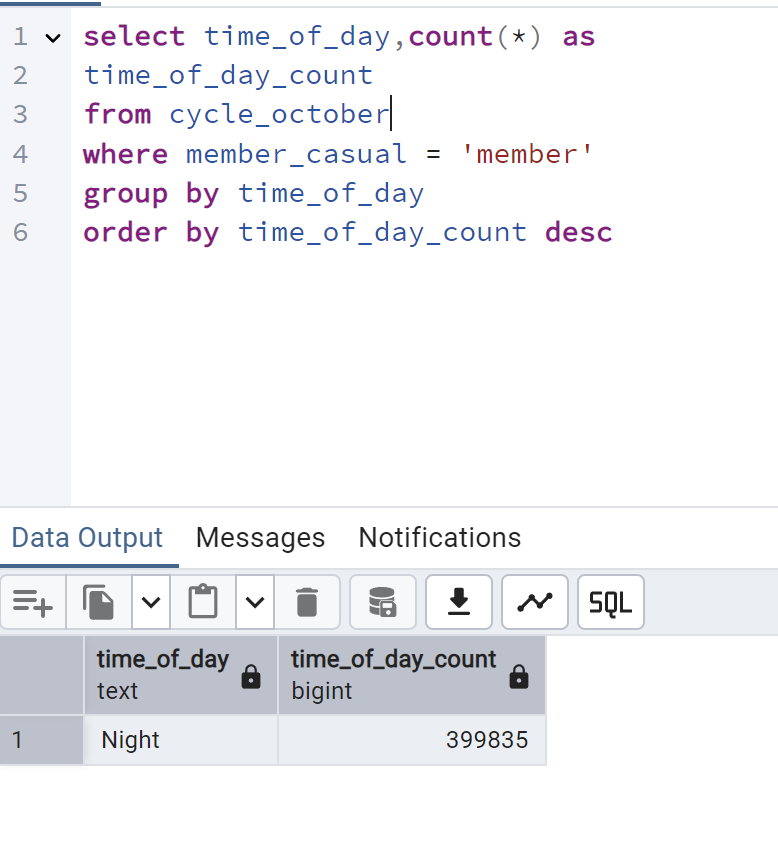 1 select time_of_day,count(*) as
2 time_of_day_count
3 from cycle_october
4 where member_casual = 'member'
5 group by time_of_day
6 order by time_of_day_count desc
Data Output Messages Notifications
SQL
time_of_day time_of_day_count
text bigint
1 Night 399835